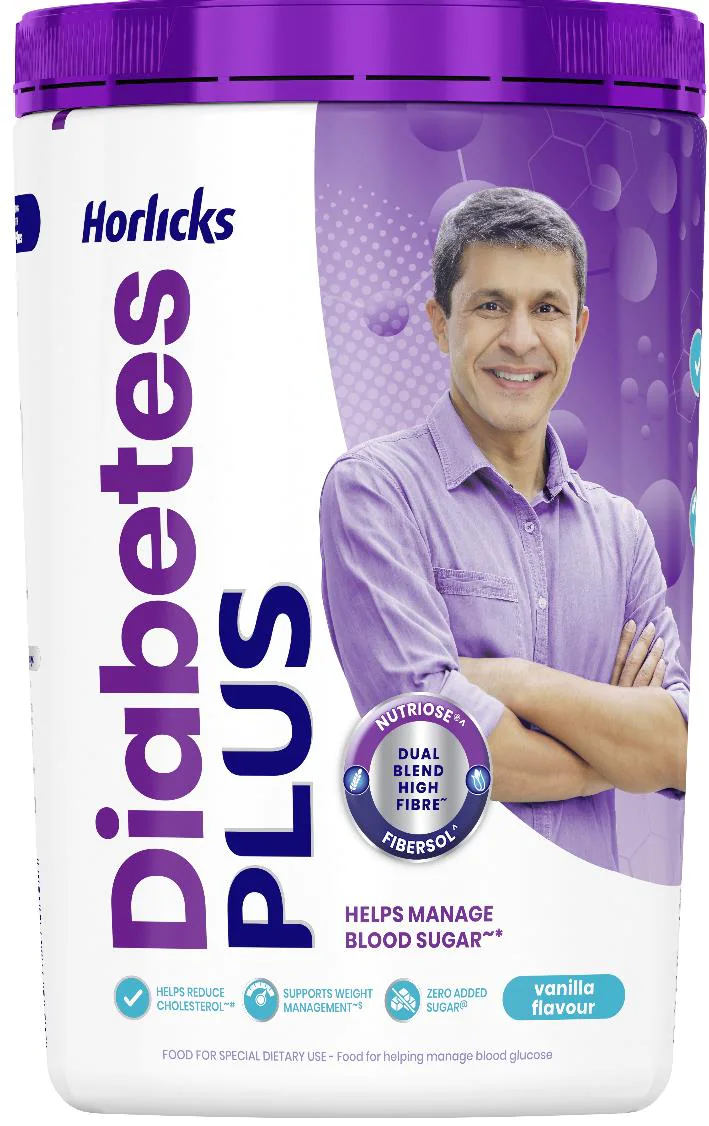 Horlicks
Diabetes
PLUS
NUTRIOSE®^
DUAL
BLEND
HIGH
FIBRE~
FIBERSOL^
HELPS MANAGE
BLOOD SUGAR~*
HELPS REDUCE
CHOLESTEROL~#
SUPPORTS WEIGHT
MANAGEMENT~$
ZERO ADDED
SUGAR@
vanilla
flavour
FOOD FOR SPECIAL DIETARY USE - Food for helping manage blood glucose